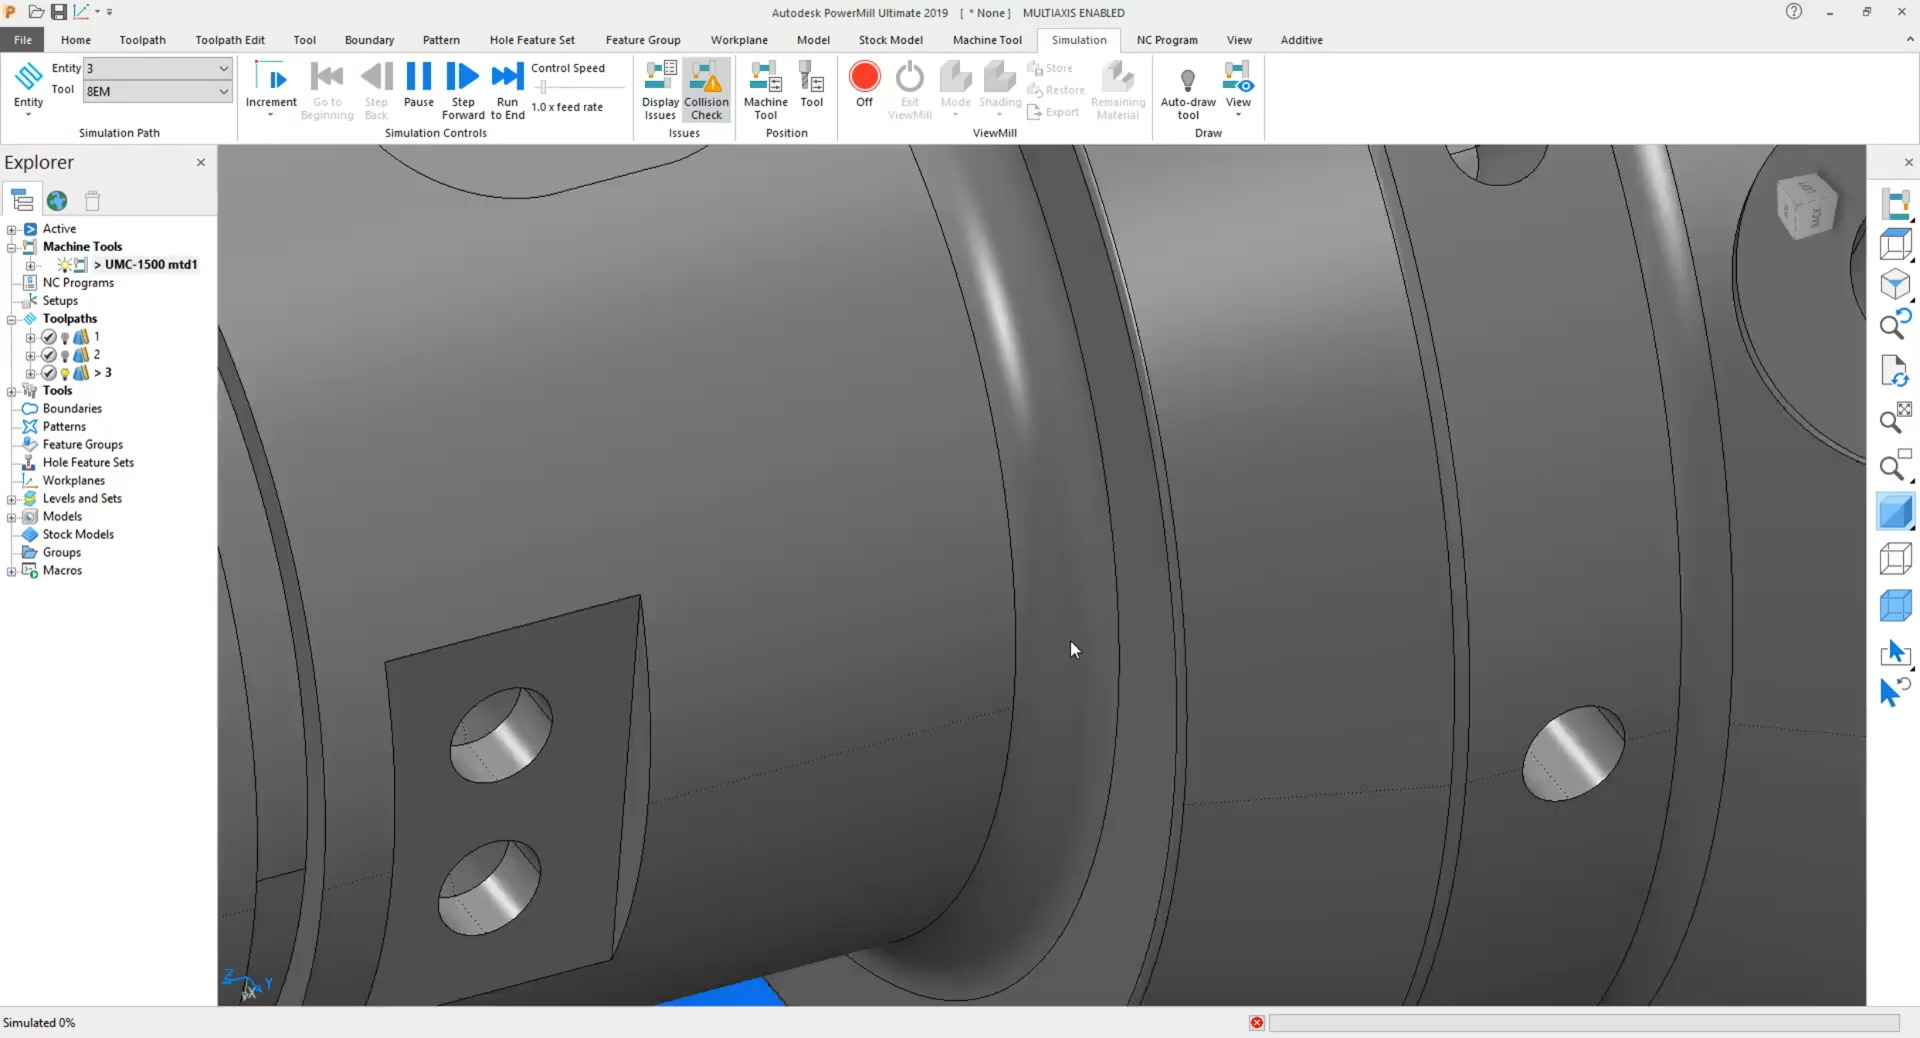 Autodesk PowerMill Ultimate 2019 [ * None ] MULTIAXIS ENABLED
File Home Toolpath Toolpath Edit Tool Boundary Pattern Hole Feature Set Feature Group Workplane Model Stock Model Machine Tool Simulation NC Program View Additive
Entity
Entity 3
Tool 8EM
Simulation Path
Increment
Go to Beginning
Step Back
Pause
Step Forward
Run to End
Control Speed
1.0 x feed rate
Simulation Controls
Display Issues
Collision Check
Issues
Machine Tool
Tool
Position
Off
Exit ViewMill
Mode
Shading
Store
Restore
Export
Remaining Material
ViewMill
Auto-draw tool
View
Draw
Explorer
Active
Machine Tools
> UMC-1500 mtd1
NC Programs
Setups
Toolpaths
1
2
> 3
Tools
Boundaries
Patterns
Feature Groups
Hole Feature Sets
Workplanes
Levels and Sets
Models
Stock Models
Groups
Macros
LEFT
BACK
Z
Y
X
Simulated 0%